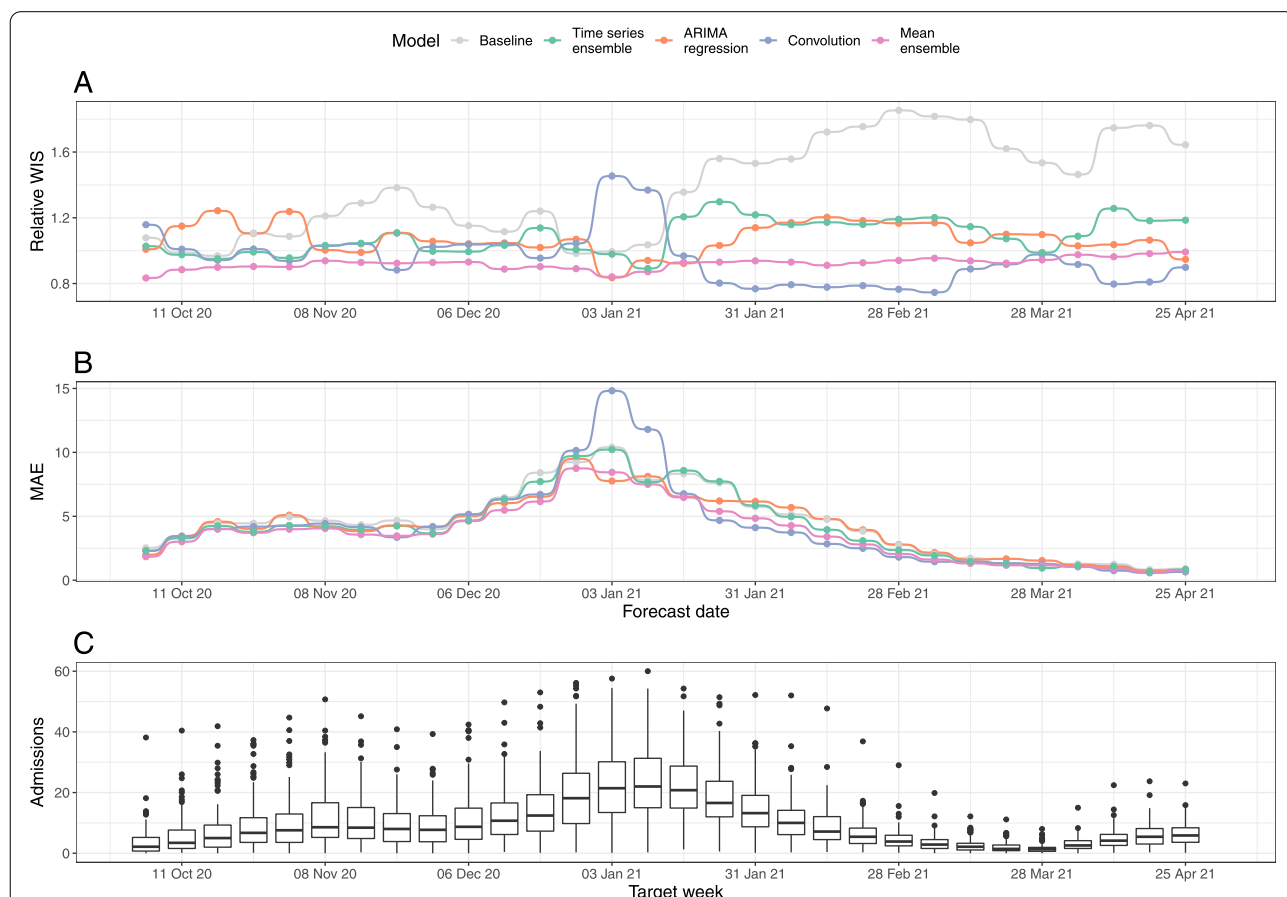 Model Baseline Time series ensemble ARIMA regression Convolution Mean ensemble
A
Relative WIS
1.6
1.2
0.8
11 Oct 20 08 Nov 20 06 Dec 20 03 Jan 21 31 Jan 21 28 Feb 21 28 Mar 21 25 Apr 21
B
MAE
15
10
5
0
11 Oct 20 08 Nov 20 06 Dec 20 03 Jan 21 31 Jan 21 28 Feb 21 28 Mar 21 25 Apr 21
Forecast date
C
Admissions
60
40
20
0
11 Oct 20 08 Nov 20 06 Dec 20 03 Jan 21 31 Jan 21 28 Feb 21 28 Mar 21 25 Apr 21
Target week